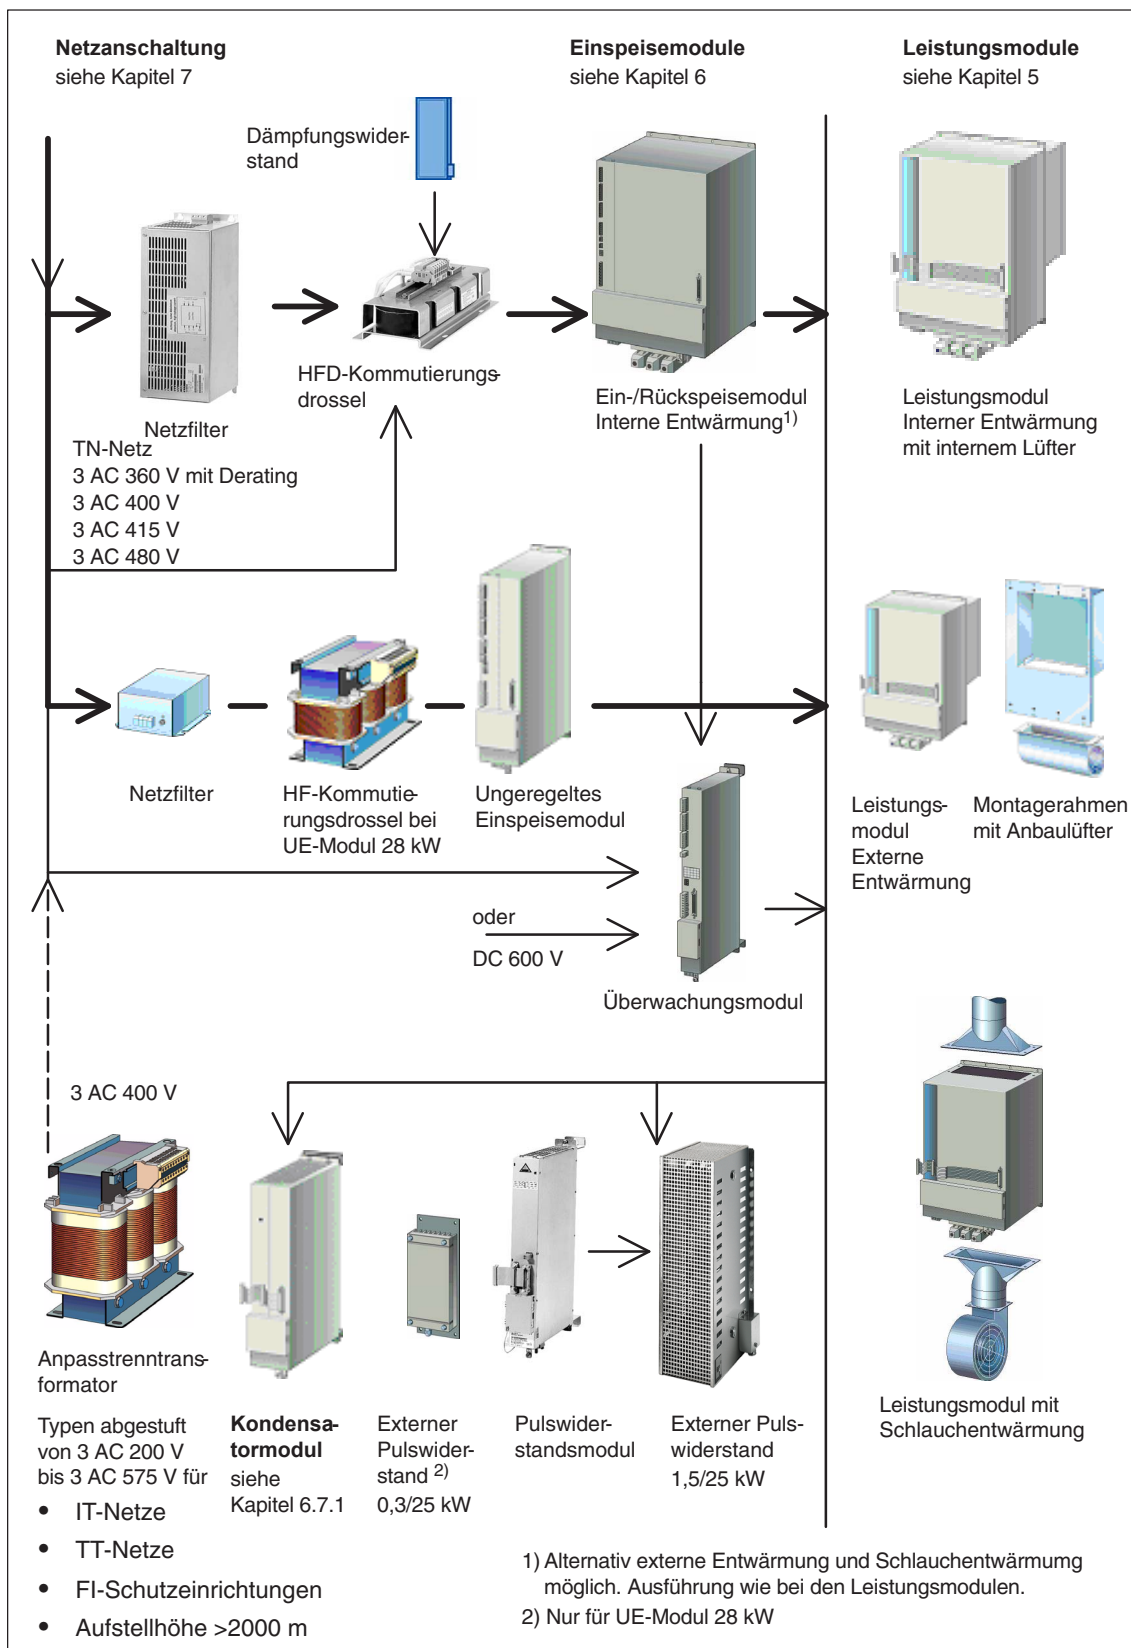 Netzanschaltung
siehe Kapitel 7
Einspeisemodule
siehe Kapitel 6
Leistungsmodule
siehe Kapitel 5
Dämpfungswider-
stand
HFD-Kommutierungs-
drossel
Netzfilter
Ein-/Rückspeisemodul
Interne Entwärmung1)
Leistungsmodul
Interner Entwärmung
mit internem Lüfter
TN-Netz
3 AC 360 V mit Derating
3 AC 400 V
3 AC 415 V
3 AC 480 V
Netzfilter
HF-Kommutie-
rungsdrossel bei
UE-Modul 28 kW
Ungeregeltes
Einspeisemodul
Leistungs-
modul
Externe
Entwärmung
Montagerahmen
mit Anbaulüfter
oder
DC 600 V
Überwachungsmodul
3 AC 400 V
Anpasstrenntrans-
formator
Typen abgestuft
von 3 AC 200 V
bis 3 AC 575 V für
• IT-Netze
• TT-Netze
• FI-Schutzeinrichtungen
• Aufstellhöhe >2000 m
Kondensa-
tormodul
siehe
Kapitel 6.7.1
Externer
Pulswider-
stand 2)
0,3/25 kW
Pulswider-
standsmodul
Externer Puls-
widerstand
1,5/25 kW
Leistungsmodul mit
Schlauchentwärmung
1) Alternativ externe Entwärmung und Schlauchentwärmumg
möglich. Ausführung wie bei den Leistungsmodulen.
2) Nur für UE-Modul 28 kW